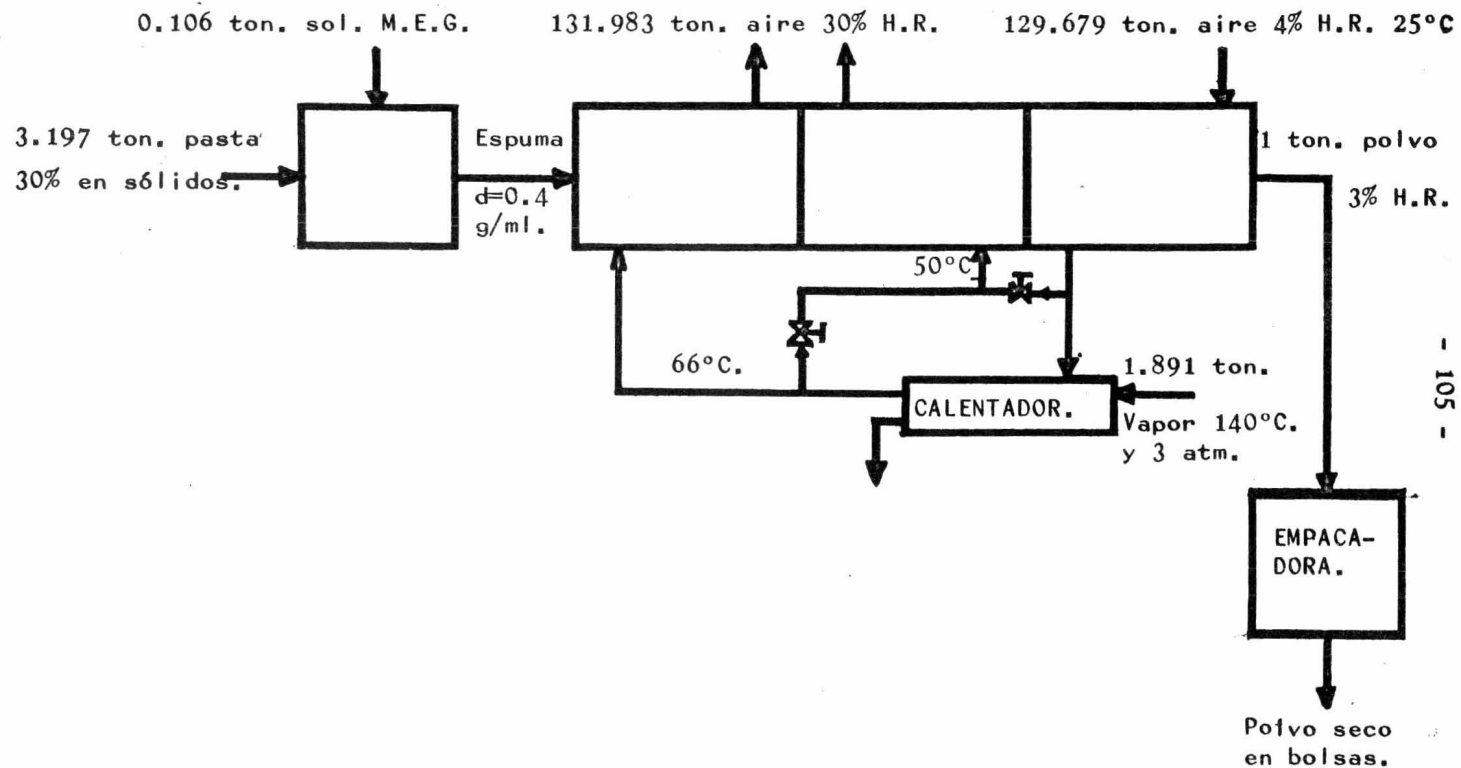 0.106 ton. sol. M.E.G.
131.983 ton. aire 30% H.R.
129.679 ton. aire 4% H.R. 25°C
3.197 ton. pasta
30% en sólidos.
Espuma
d=0.4
g/ml.
1 ton. polvo
3% H.R.
50°C
66°C.
1.891 ton.
CALENTADOR.
Vapor 140°C.
y 3 atm.
- 105 -
EMPACA-
DORA.
Polvo seco
en bolsas.